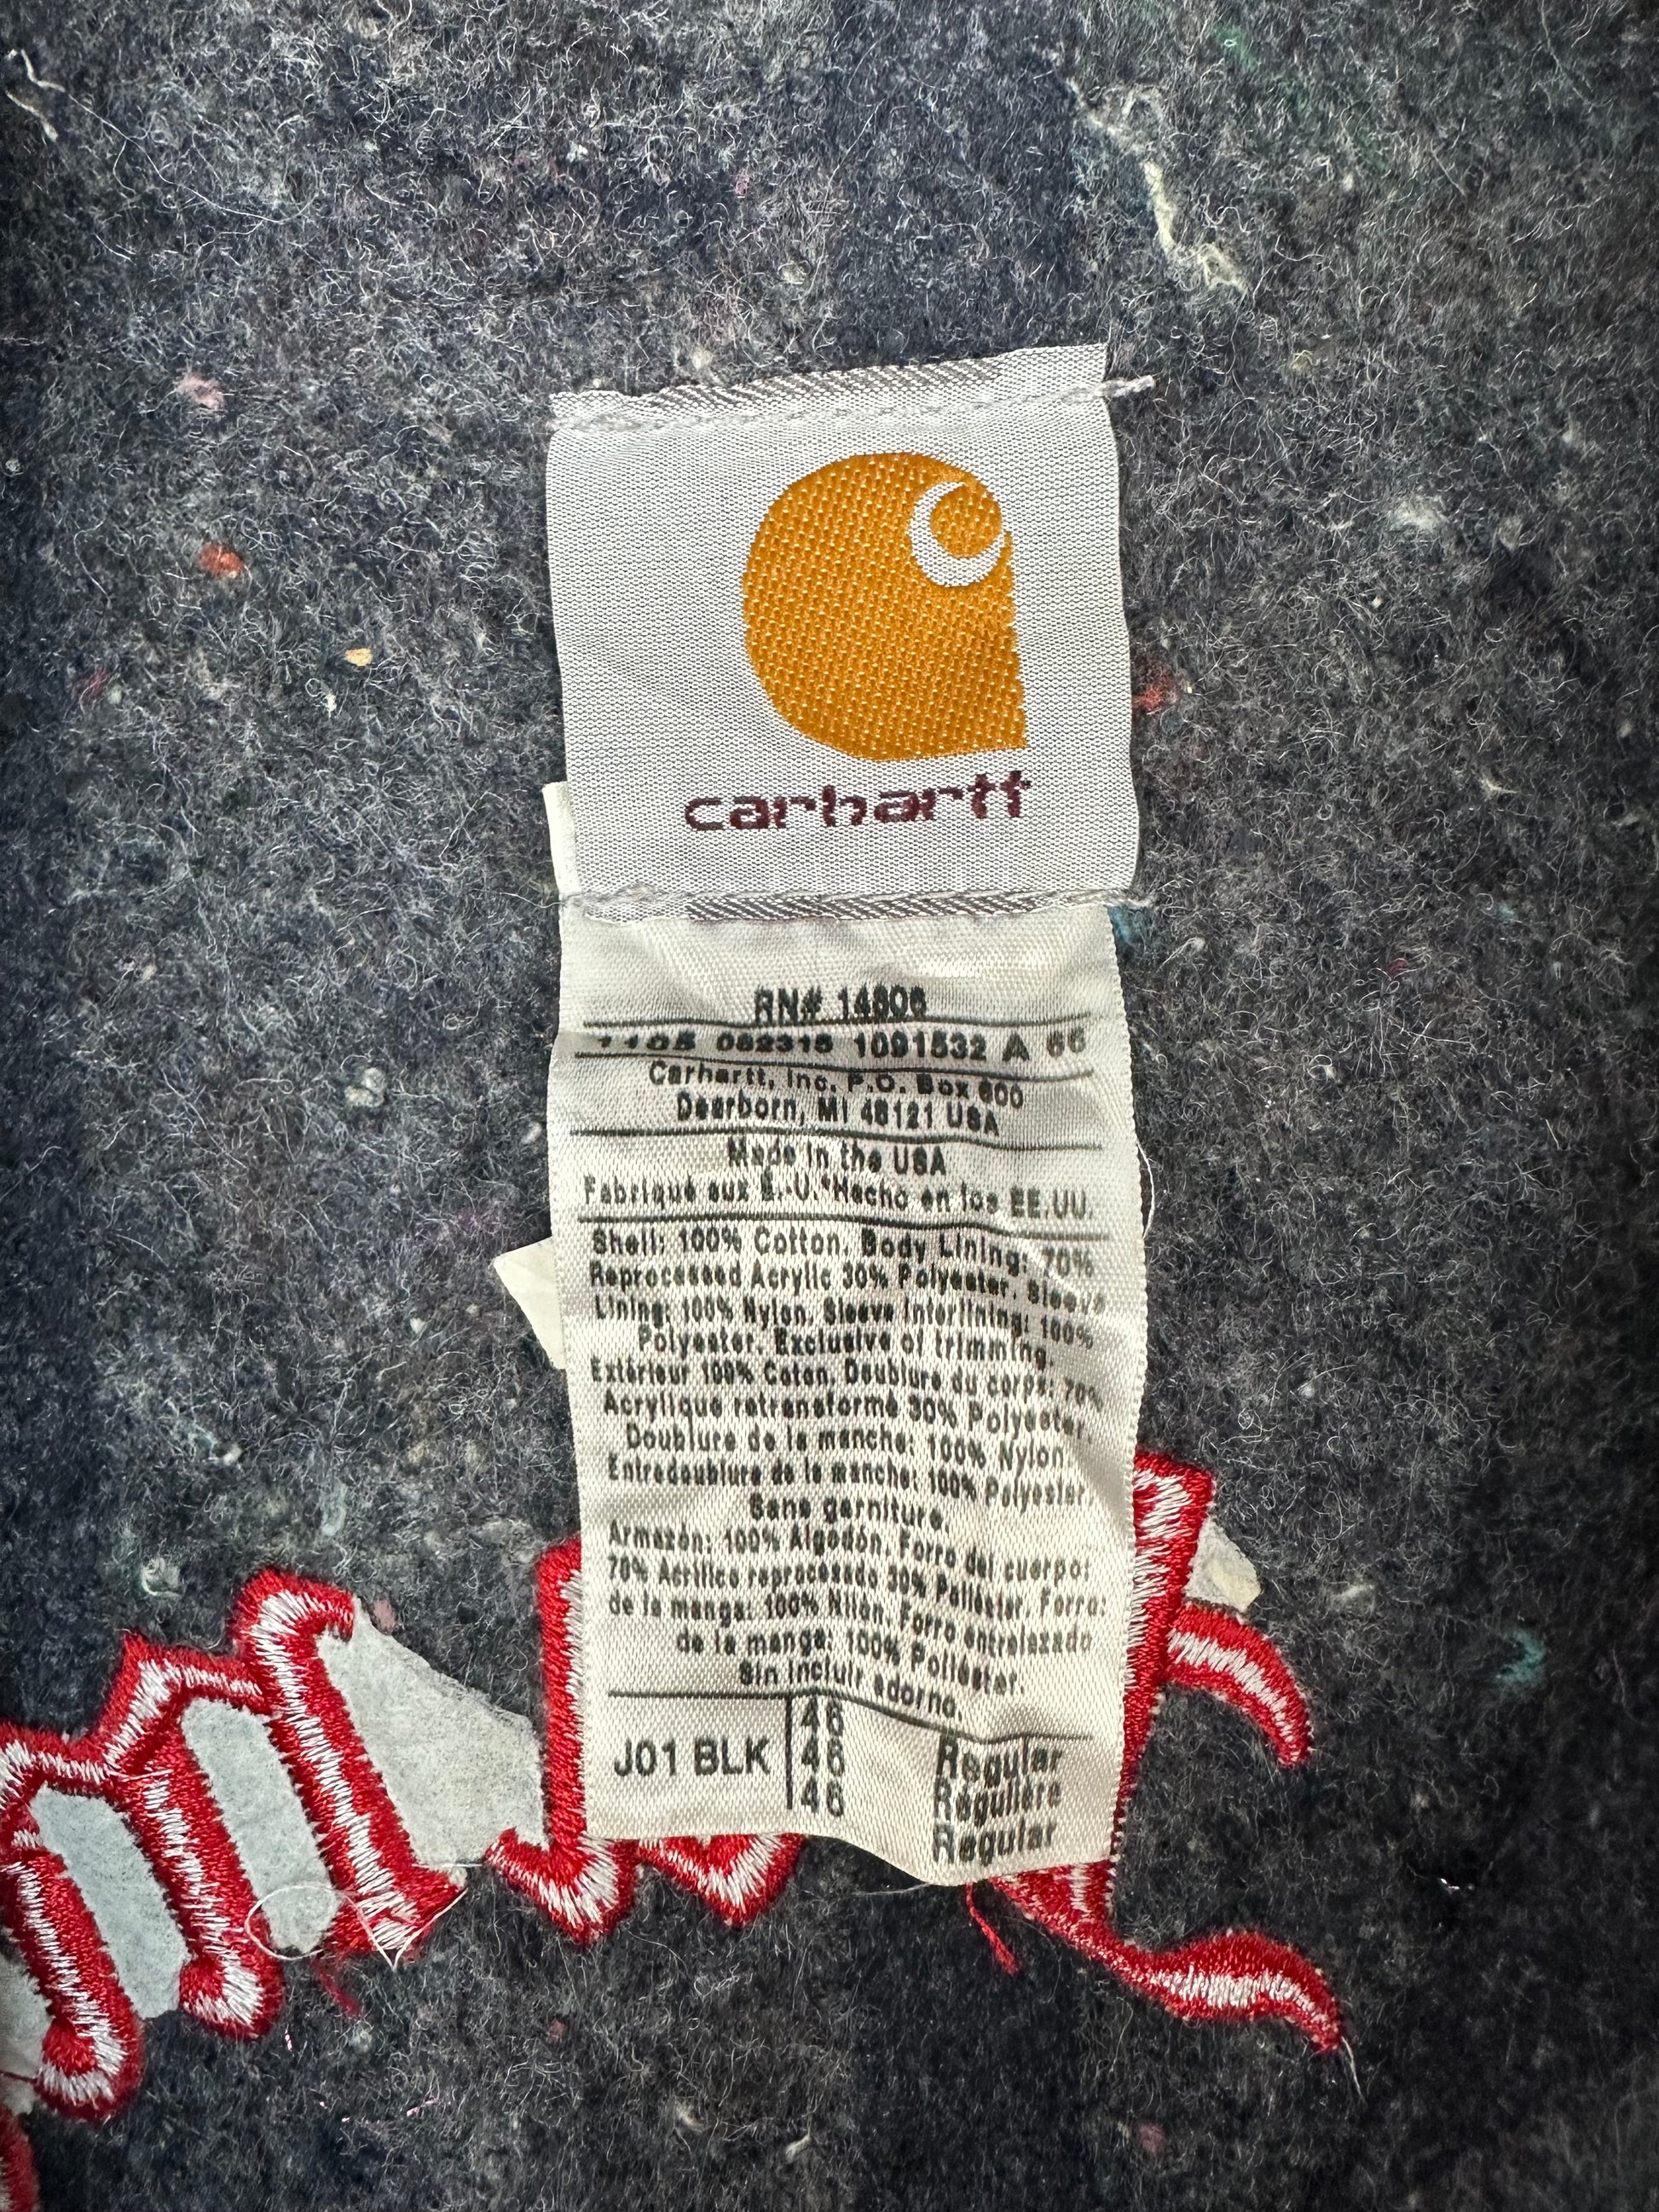 carhartt
RN# 14806
1091532 A 66
Carhartt, Inc. P.O. Box 600
Dearborn, MI 48121 USA
Made in the USA
Fabriqué aux É.-U. Hecho en los EE.UU.
Shell: 100% Cotton. Body Lining: 70%
Reprocessed Acrylic 30% Polyester. Sleeve
Lining: 100% Nylon. Sleeve Interlining: 100%
Polyester. Exclusive of trimming.
Extérieur 100% Coton. Doublure du corps: 70%
Acrylique retransformé 30% Polyester.
Doublure de la manche: 100% Nylon.
Entredoublure de la manche: 100% Polyester.
Sans garniture.
Armazón: 100% Algodón. Forro del cuerpo:
70% Acrílico reprocesado 30% Poliéster. Forro:
de la manga: 100% Nilón. Forro entrelazado
de la manga: 100% Poliéster.
Sin incluir adorno.
J01 BLK 46 Regular
46 Régulière
46 Regular